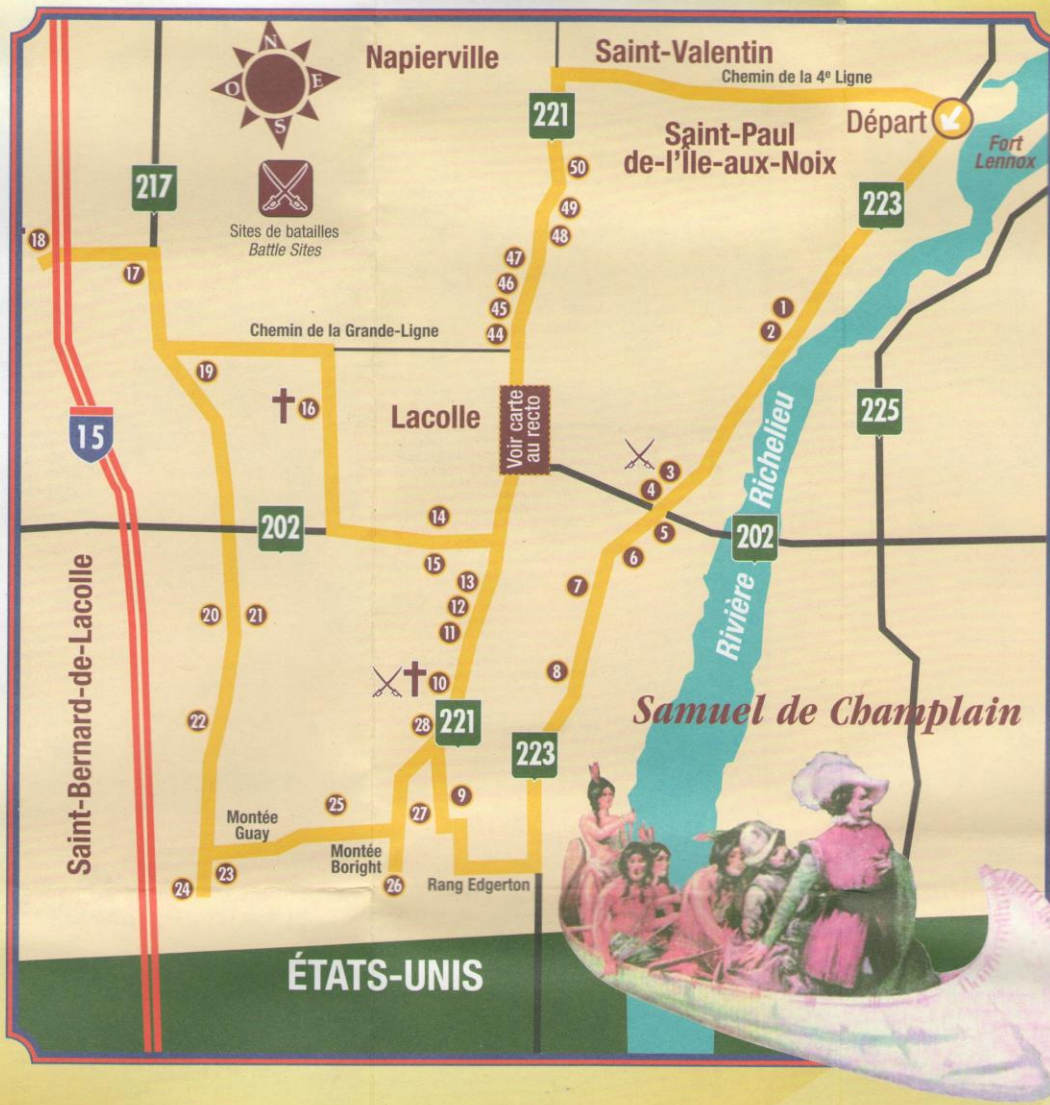 N
O
E
S
Sites de batailles
Battle Sites
Napierville
Saint-Valentin
Chemin de la 4e Ligne
221
Saint-Paul
de-l'Île-aux-Noix
Départ
Fort
Lennox
217
223
50
49
48
47
46
45
44
18
17
1
2
Chemin de la Grande-Ligne
19
16
Lacolle
Voir carte
au recto
15
225
3
4
5
6
202
14
15
202
Rivière Richelieu
7
13
12
11
20
21
8
10
Saint-Bernard-de-Lacolle
22
28
221
223
Samuel de Champlain
9
25
27
Montée
Guay
Montée
Boright
23
24
26
Rang Edgerton
ÉTATS-UNIS